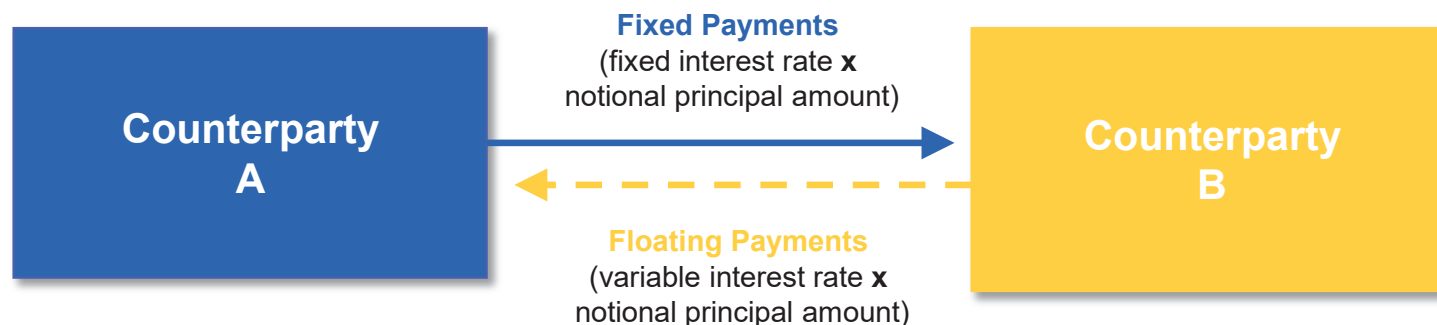 Fixed Payments
(fixed interest rate x
notional principal amount)
Counterparty
A
Counterparty
B
Floating Payments
(variable interest rate x
notional principal amount)